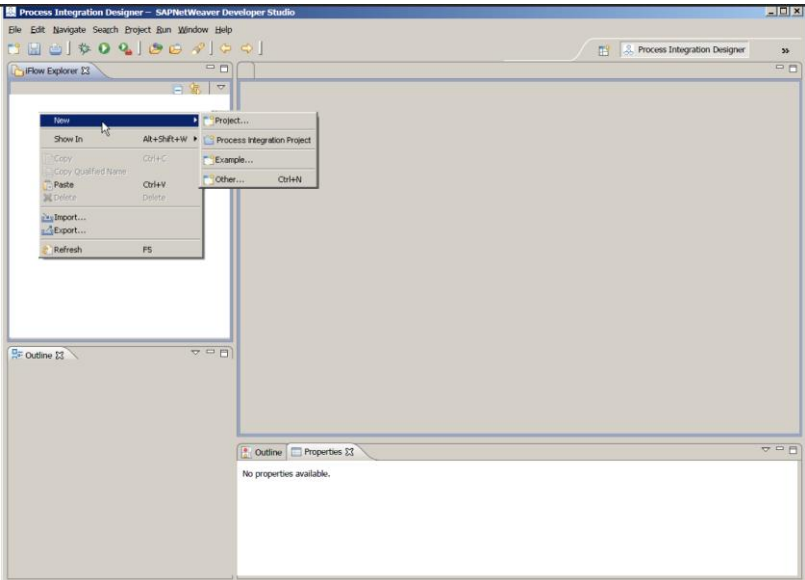 Process Integration Designer — SAPNetWeaver Developer Studio
File Edit Navigate Search Project Run Window Help
Process Integration Designer
iFlow Explorer
New
Project...
Show In Alt+Shift+W
Process Integration Project
Copy Ctrl+C
Example...
Copy Qualified Name
Other... Ctrl+N
Paste Ctrl+V
Delete Delete
Import...
Export...
Refresh F5
Outline
Outline Properties
No properties available.